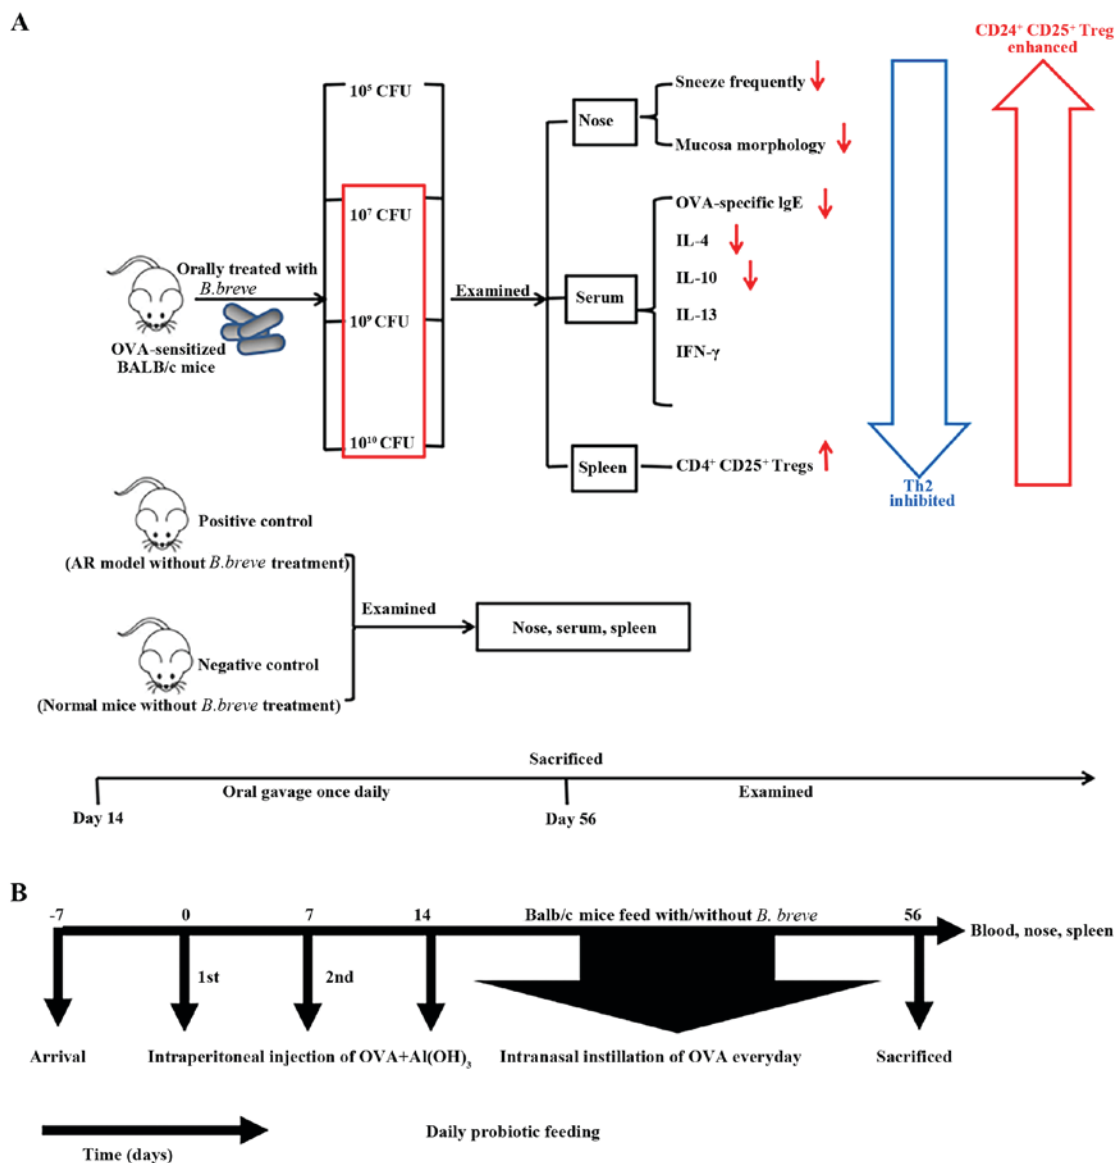 A
CD24⁺ CD25⁺ Treg
enhanced
10⁵ CFU
10⁷ CFU
10⁹ CFU
10¹⁰ CFU
Orally treated with
B.breve
OVA-sensitized
BALB/c mice
Examined
Nose
Sneeze frequently
Mucosa morphology
Serum
OVA-specific lgE
IL-4
IL-10
IL-13
IFN-γ
Spleen
CD4⁺ CD25⁺ Tregs
Th2
inhibited
Positive control
(AR model without B.breve treatment)
Negative control
(Normal mice without B.breve treatment)
Examined
Nose, serum, spleen
Sacrificed
Oral gavage once daily
Examined
Day 14
Day 56
B
-7
0
7
14
Balb/c mice feed with/without B. breve
56
Blood, nose, spleen
1st
2nd
Arrival
Intraperitoneal injection of OVA+Al(OH)₃
Intranasal instillation of OVA everyday
Sacrificed
Daily probiotic feeding
Time (days)